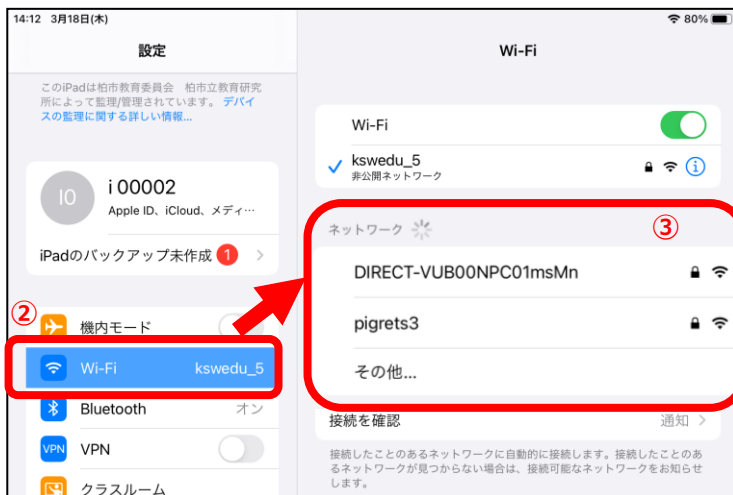 14:12 3月18日(木)
80%
設定
このiPadは柏市教育委員会 柏市立教育研究
所によって監理/管理されています。デバイ
スの監理に関する詳しい情報...
IO
i 00002
Apple ID、iCloud、メディ…
iPadのバックアップ未作成 1
②
機内モード
Wi-Fi kswedu_5
Bluetooth オン
VPN VPN
クラスルーム
Wi-Fi
Wi-Fi
kswedu_5
非公開ネットワーク
ネットワーク
③
DIRECT-VUB00NPC01msMn
pigrets3
その他...
接続を確認 通知
接続したことのあるネットワークに自動的に接続します。接続したことのあ
るネットワークが見つからない場合は、接続可能なネットワークをお知らせ
します。